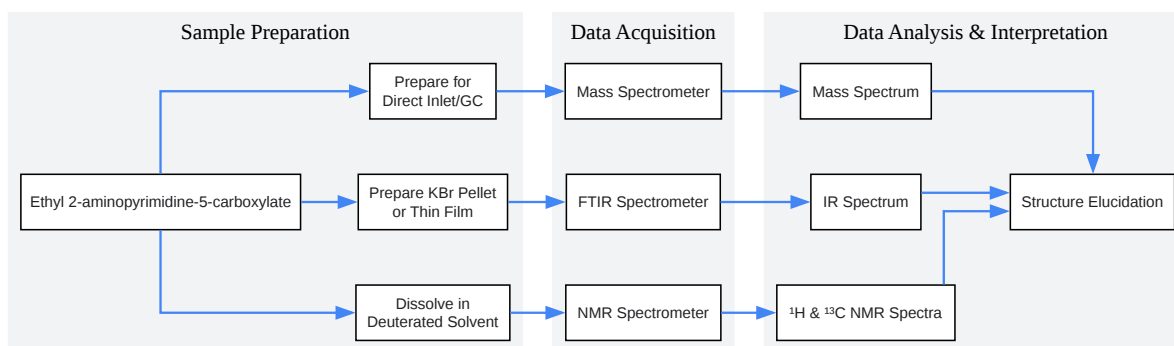 Sample Preparation
Data Acquisition
Data Analysis & Interpretation
Prepare for
Direct Inlet/GC
Mass Spectrometer
Mass Spectrum
Ethyl 2-aminopyrimidine-5-carboxylate
Prepare KBr Pellet
or Thin Film
FTIR Spectrometer
IR Spectrum
Structure Elucidation
Dissolve in
Deuterated Solvent
NMR Spectrometer
¹H & ¹³C NMR Spectra